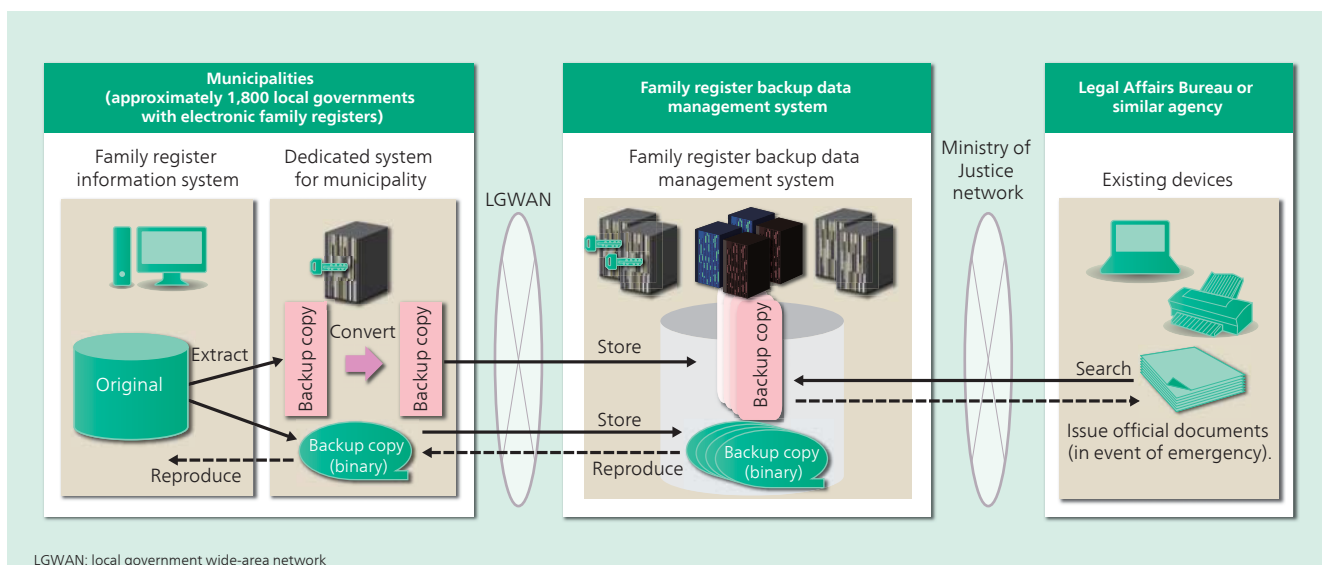 Municipalities
(approximately 1,800 local governments
with electronic family registers)
Family register
information system
Dedicated system
for municipality
Original
Extract
Backup copy
Convert
Backup copy
Backup copy
(binary)
Reproduce
LGWAN
Family register backup data
management system
Family register backup data
management system
Store
Backup copy
Store
Reproduce
Backup copy
(binary)
Ministry of
Justice
network
Legal Affairs Bureau or
similar agency
Existing devices
Search
Issue official documents
(in event of emergency).
LGWAN: local government wide-area network